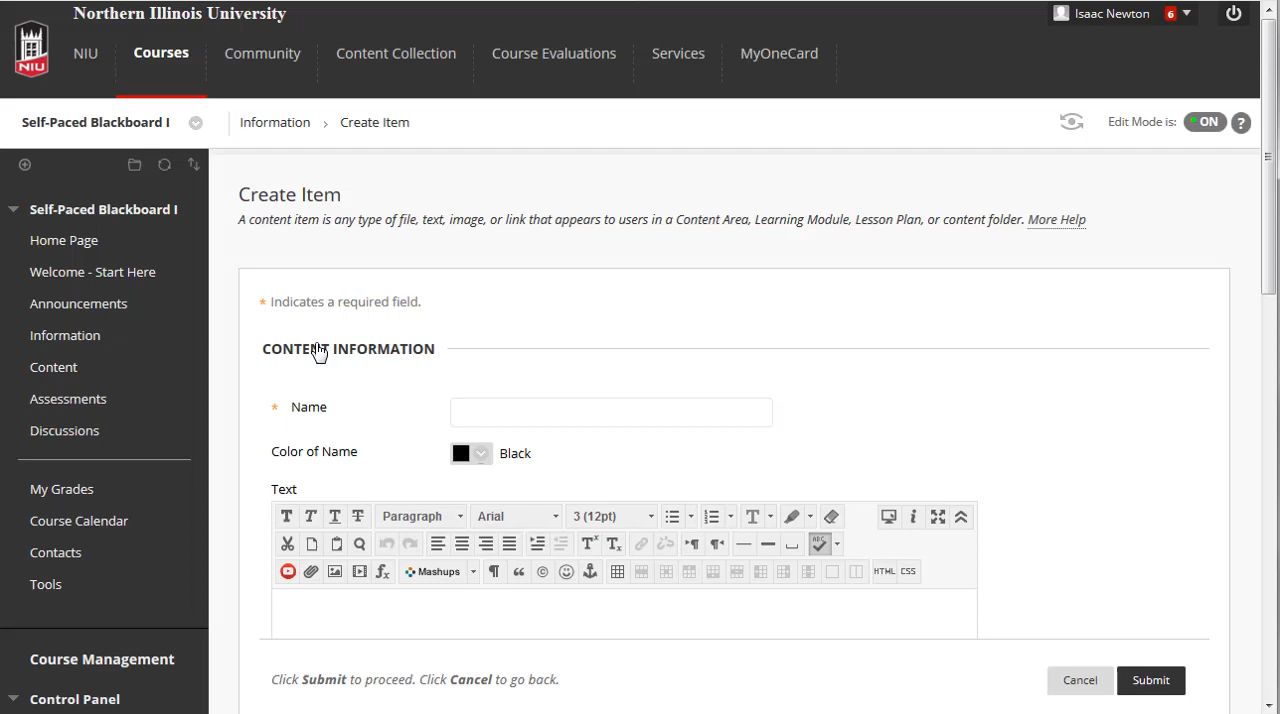 Northern Illinois University
Isaac Newton 6
NIU
NIU Courses Community Content Collection Course Evaluations Services MyOneCard
Self-Paced Blackboard I Information > Create Item Edit Mode is: ON ?
Self-Paced Blackboard I
Home Page
Welcome - Start Here
Announcements
Information
Content
Assessments
Discussions
My Grades
Course Calendar
Contacts
Tools
Course Management
Control Panel
Create Item
A content item is any type of file, text, image, or link that appears to users in a Content Area, Learning Module, Lesson Plan, or content folder. More Help
* Indicates a required field.
CONTENT INFORMATION
* Name
Color of Name Black
Text
T T T T Paragraph Arial 3 (12pt) T
Tx Tx ABC
fx Mashups HTML CSS
Click Submit to proceed. Click Cancel to go back. Cancel Submit